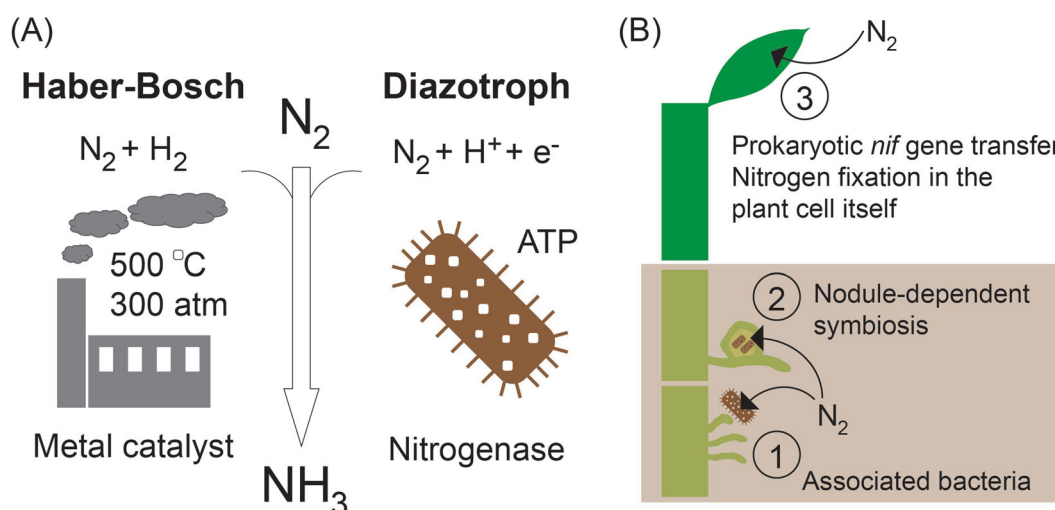 (A)
Haber-Bosch
N₂ + H₂
500 °C
300 atm
Metal catalyst
N₂
NH₃
Diazotroph
N₂ + H⁺ + e⁻
ATP
Nitrogenase
(B)
N₂
3
Prokaryotic nif gene transfer
Nitrogen fixation in the
plant cell itself
2
Nodule-dependent
symbiosis
N₂
1
Associated bacteria